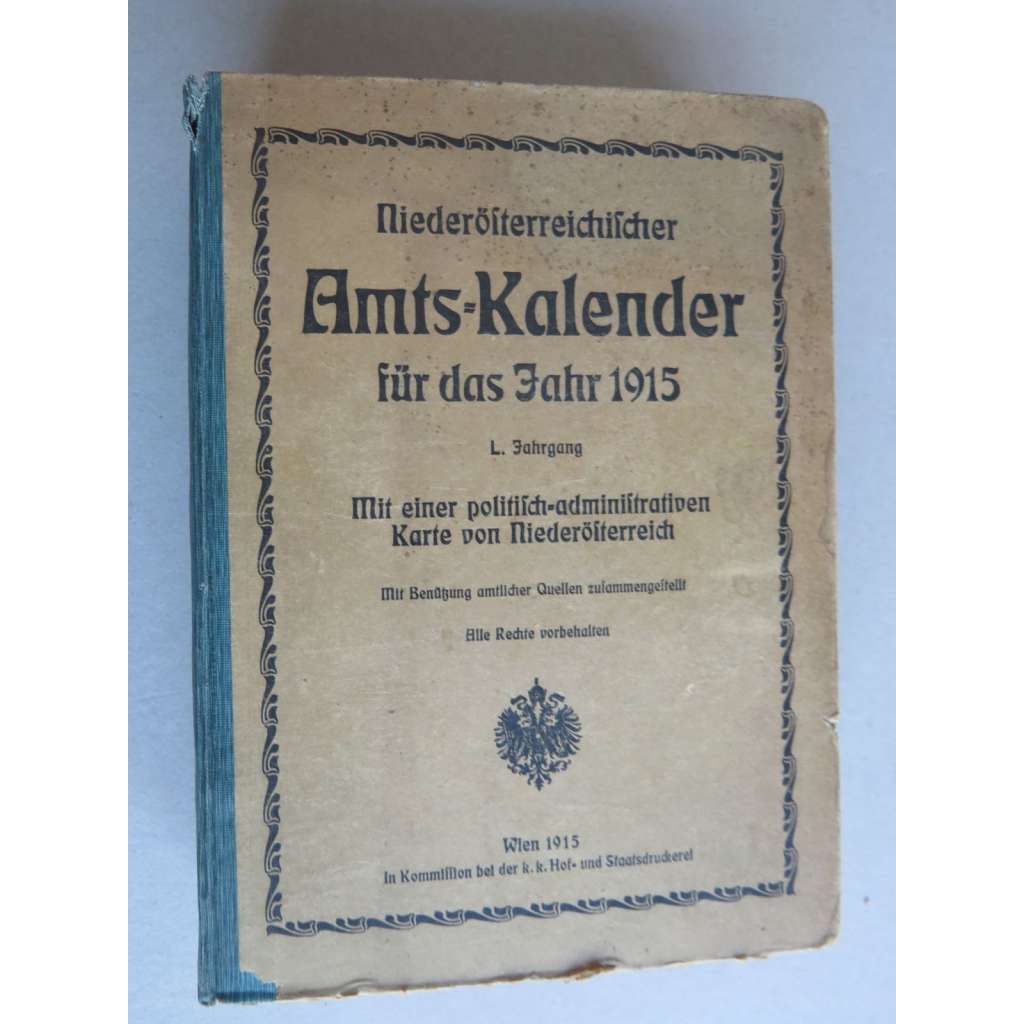 Niederöſterreichiſcher
Amts-Kalender
für das Jahr 1915
L. Jahrgang
Mit einer politiſch-adminiſtrativen
Karte von Niederöſterreich
Mit Benützung amtlicher Quellen zuſammengeſtellt
Alle Rechte vorbehalten
Wien 1915
In Kommiſſion bei der k. k. Hof- und Staatsdruckerei